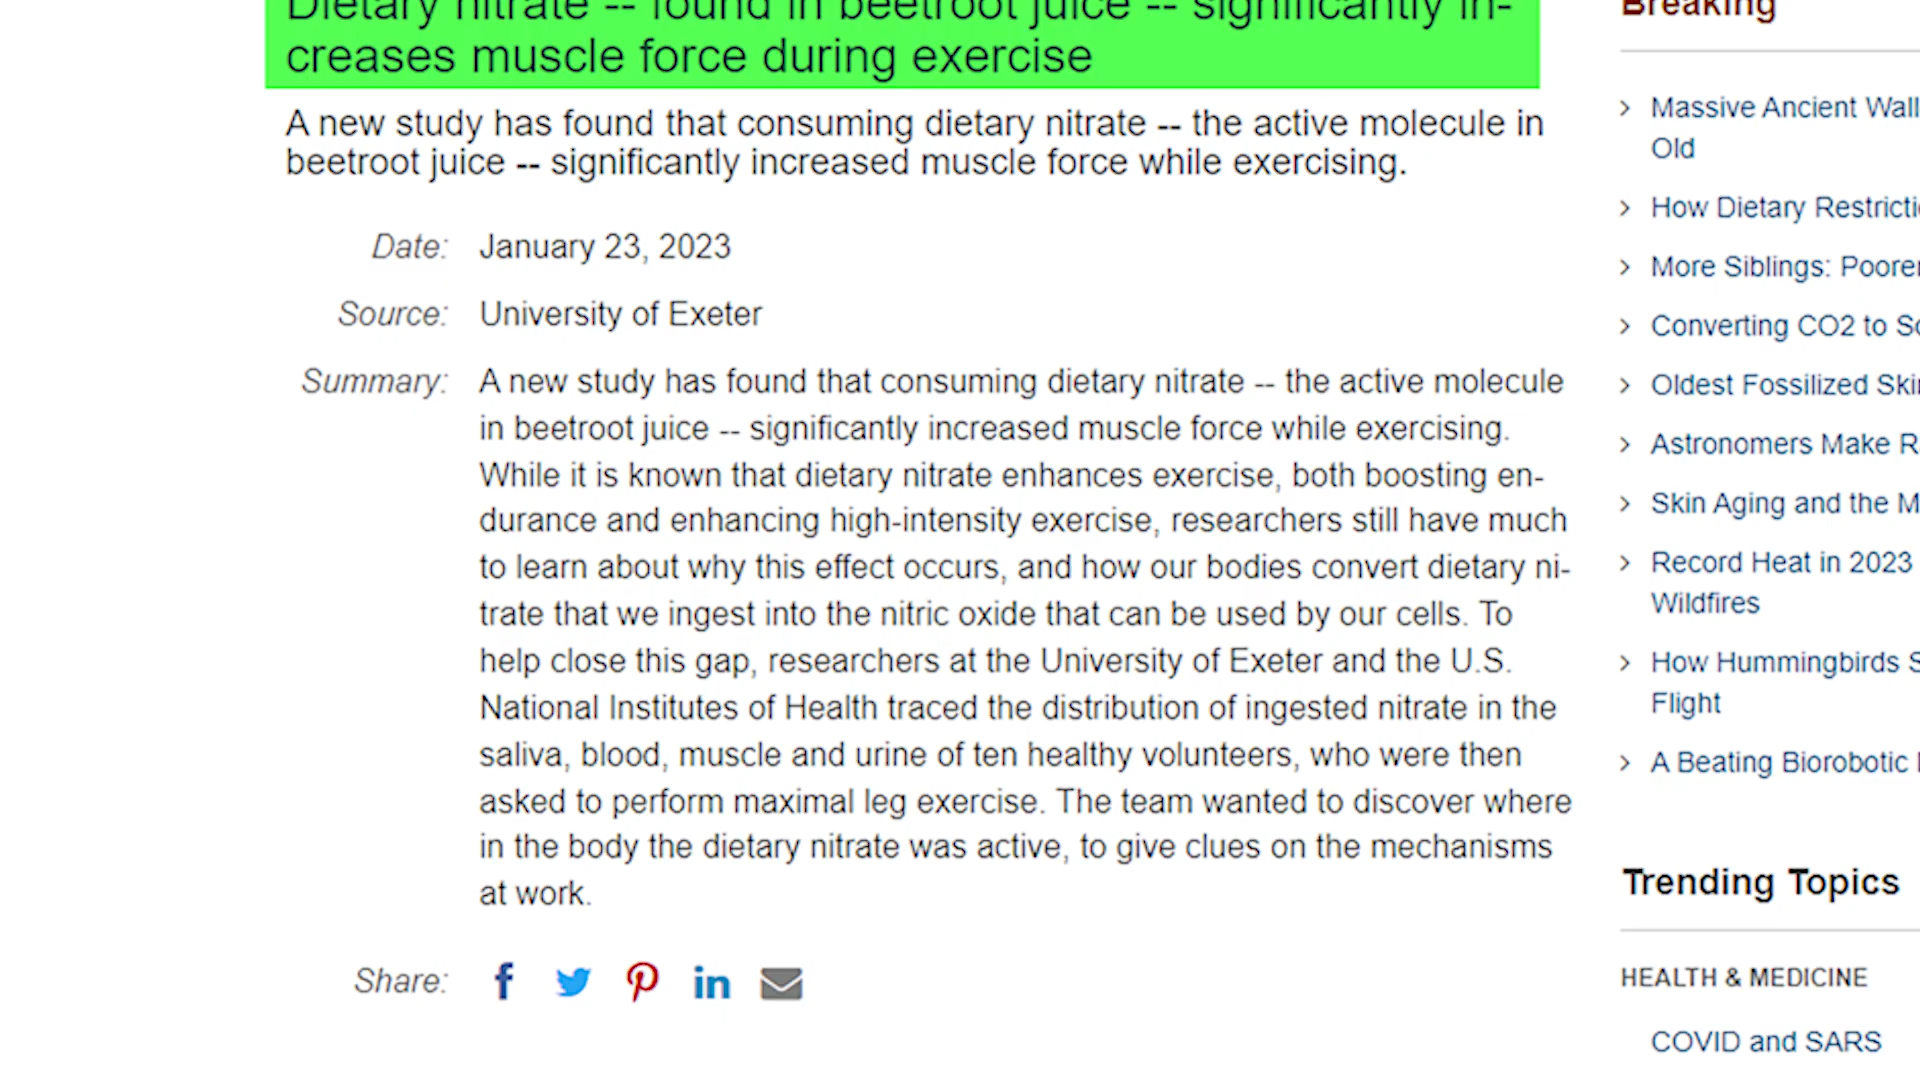 Dietary nitrate -- found in beetroot juice -- significantly in-
creases muscle force during exercise
A new study has found that consuming dietary nitrate -- the active molecule in
beetroot juice -- significantly increased muscle force while exercising.
Date: January 23, 2023
Source: University of Exeter
Summary: A new study has found that consuming dietary nitrate -- the active molecule
in beetroot juice -- significantly increased muscle force while exercising.
While it is known that dietary nitrate enhances exercise, both boosting en-
durance and enhancing high-intensity exercise, researchers still have much
to learn about why this effect occurs, and how our bodies convert dietary ni-
trate that we ingest into the nitric oxide that can be used by our cells. To
help close this gap, researchers at the University of Exeter and the U.S.
National Institutes of Health traced the distribution of ingested nitrate in the
saliva, blood, muscle and urine of ten healthy volunteers, who were then
asked to perform maximal leg exercise. The team wanted to discover where
in the body the dietary nitrate was active, to give clues on the mechanisms
at work.
Share:
Breaking
Massive Ancient Wall
Old
How Dietary
More Siblings:
Converting CO2 to
Oldest Fossilized
Astronomers Make
Skin Aging and the
Record Heat in 2023
Wildfires
How Hummingbirds
Flight
A Beating Biorobotic
Trending Topics
HEALTH & MEDICINE
COVID and SARS